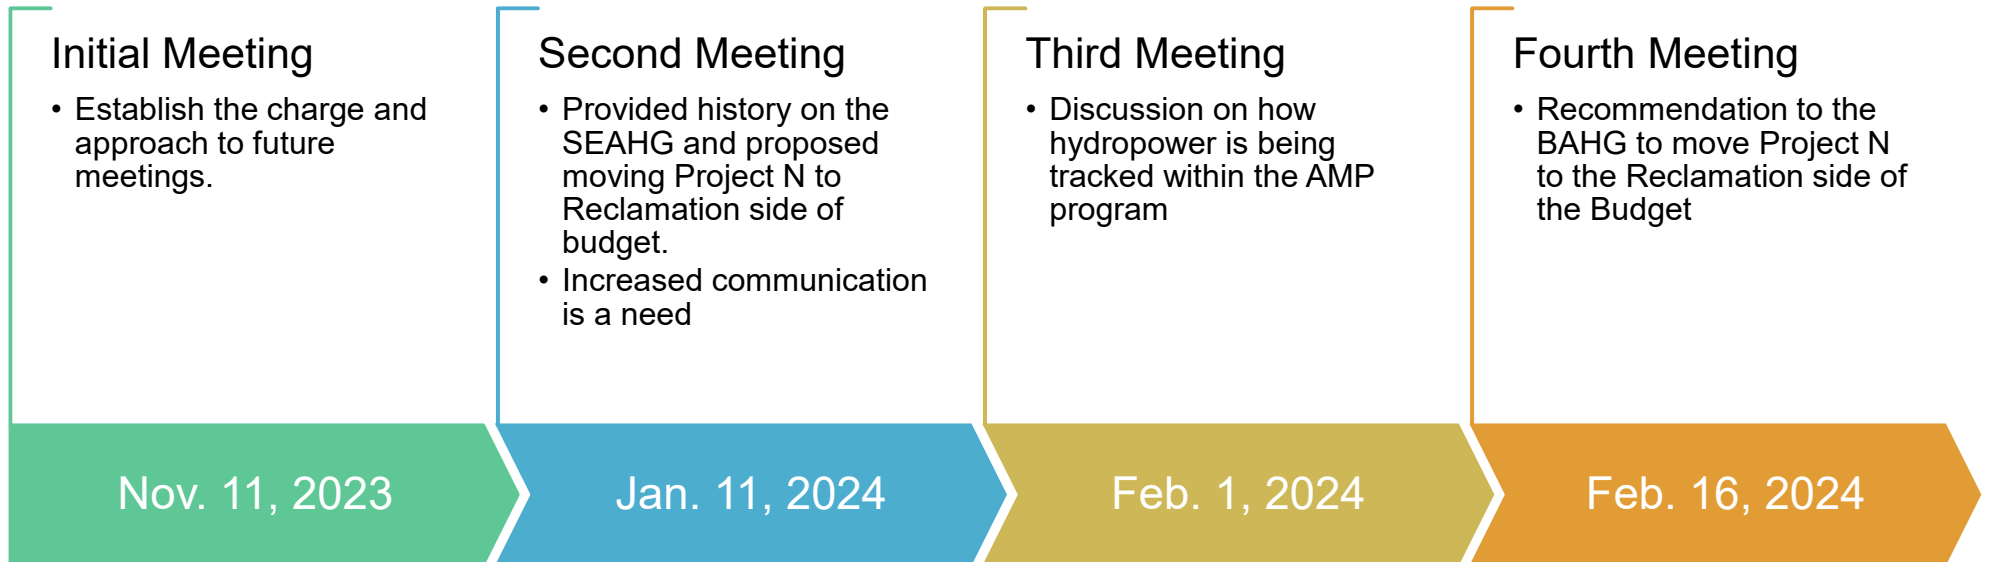 Initial Meeting
• Establish the charge and
approach to future
meetings.
Second Meeting
• Provided history on the
SEAHG and proposed
moving Project N to
Reclamation side of
budget.
• Increased communication
is a need
Third Meeting
• Discussion on how
hydropower is being
tracked within the AMP
program
Fourth Meeting
• Recommendation to the
BAHG to move Project N
to the Reclamation side of
the Budget
Nov. 11, 2023
Jan. 11, 2024
Feb. 1, 2024
Feb. 16, 2024